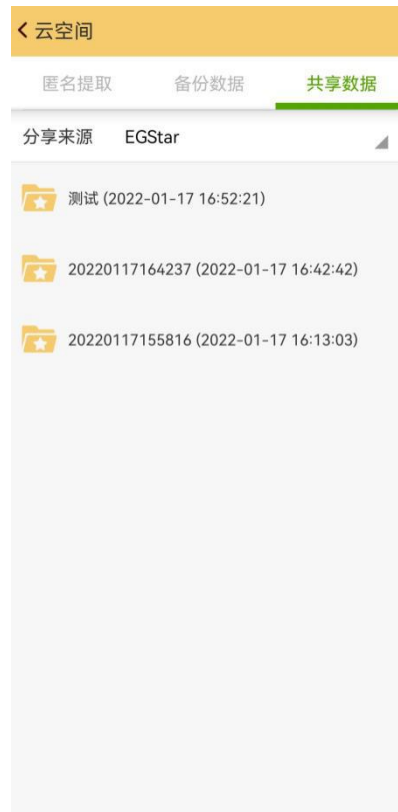 云空间
匿名提取 备份数据 共享数据
分享来源 EGStar
测试 (2022-01-17 16:52:21)
20220117164237 (2022-01-17 16:42:42)
20220117155816 (2022-01-17 16:13:03)